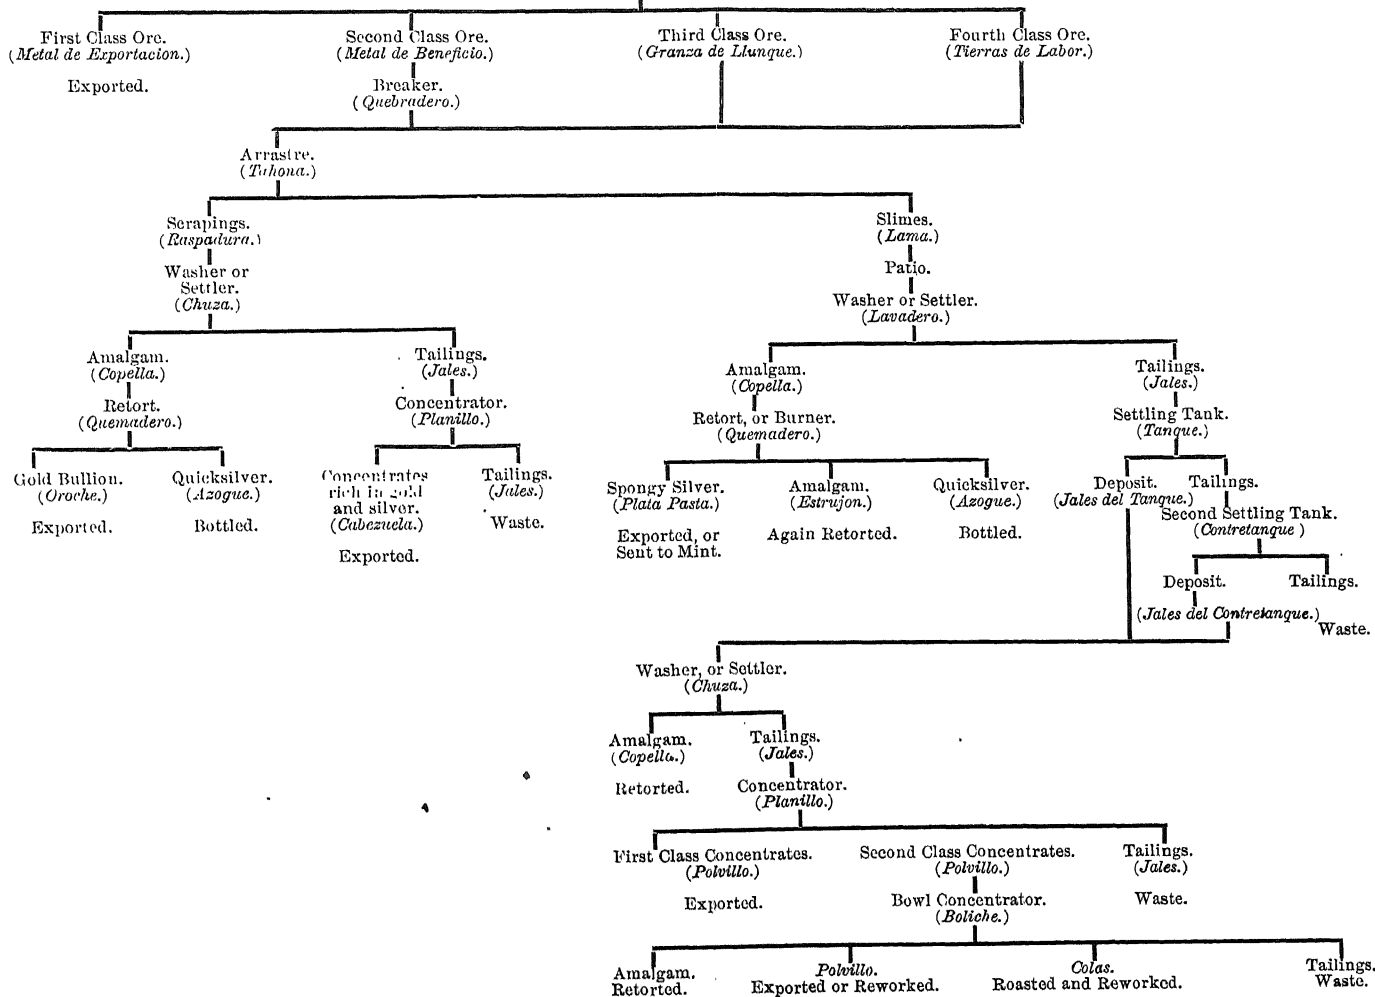 First Class Ore.
(Metal de Exportacion.)
Exported.
Second Class Ore.
(Metal de Beneficio.)
Breaker.
(Quebradero.)
Third Class Ore.
(Granza de Llunque.)
Fourth Class Ore.
(Tierras de Labor.)
Arrastre.
(Tahona.)
Scrapings.
(Raspadura.)
Washer or
Settler.
(Chuza.)
Amalgam.
(Copella.)
Retort.
(Quemadero.)
Gold Bullion.
(Oroche.)
Exported.
Quicksilver.
(Azogue.)
Bottled.
Tailings.
(Jales.)
Concentrator.
(Planillo.)
Concentrates
rich in gold
and silver.
(Cabezuela.)
Exported.
Tailings.
(Jales.)
Waste.
Slimes.
(Lama.)
Patio.
Washer or Settler.
(Lavadero.)
Amalgam.
(Copella.)
Retort, or Burner.
(Quemadero.)
Spongy Silver.
(Plata Pasta.)
Exported, or
Sent to Mint.
Amalgam.
(Estrujon.)
Again Retorted.
Quicksilver.
(Azogue.)
Bottled.
Tailings.
(Jales.)
Settling Tank.
(Tanque.)
Deposit.
(Jales del Tanque.)
Tailings.
Second Settling Tank.
(Contretanque )
Deposit.
(Jales del Contretanque.)
Tailings.
Waste.
Washer, or Settler.
(Chuza.)
Amalgam.
(Copella.)
Retorted.
Tailings.
(Jales.)
Concentrator.
(Planillo.)
First Class Concentrates.
(Polvillo.)
Exported.
Second Class Concentrates.
(Polvillo.)
Bowl Concentrator.
(Boliche.)
Tailings.
(Jales.)
Waste.
Amalgam.
Retorted.
Polvillo.
Exported or Reworked.
Colas.
Roasted and Reworked.
Tailings.
Waste.